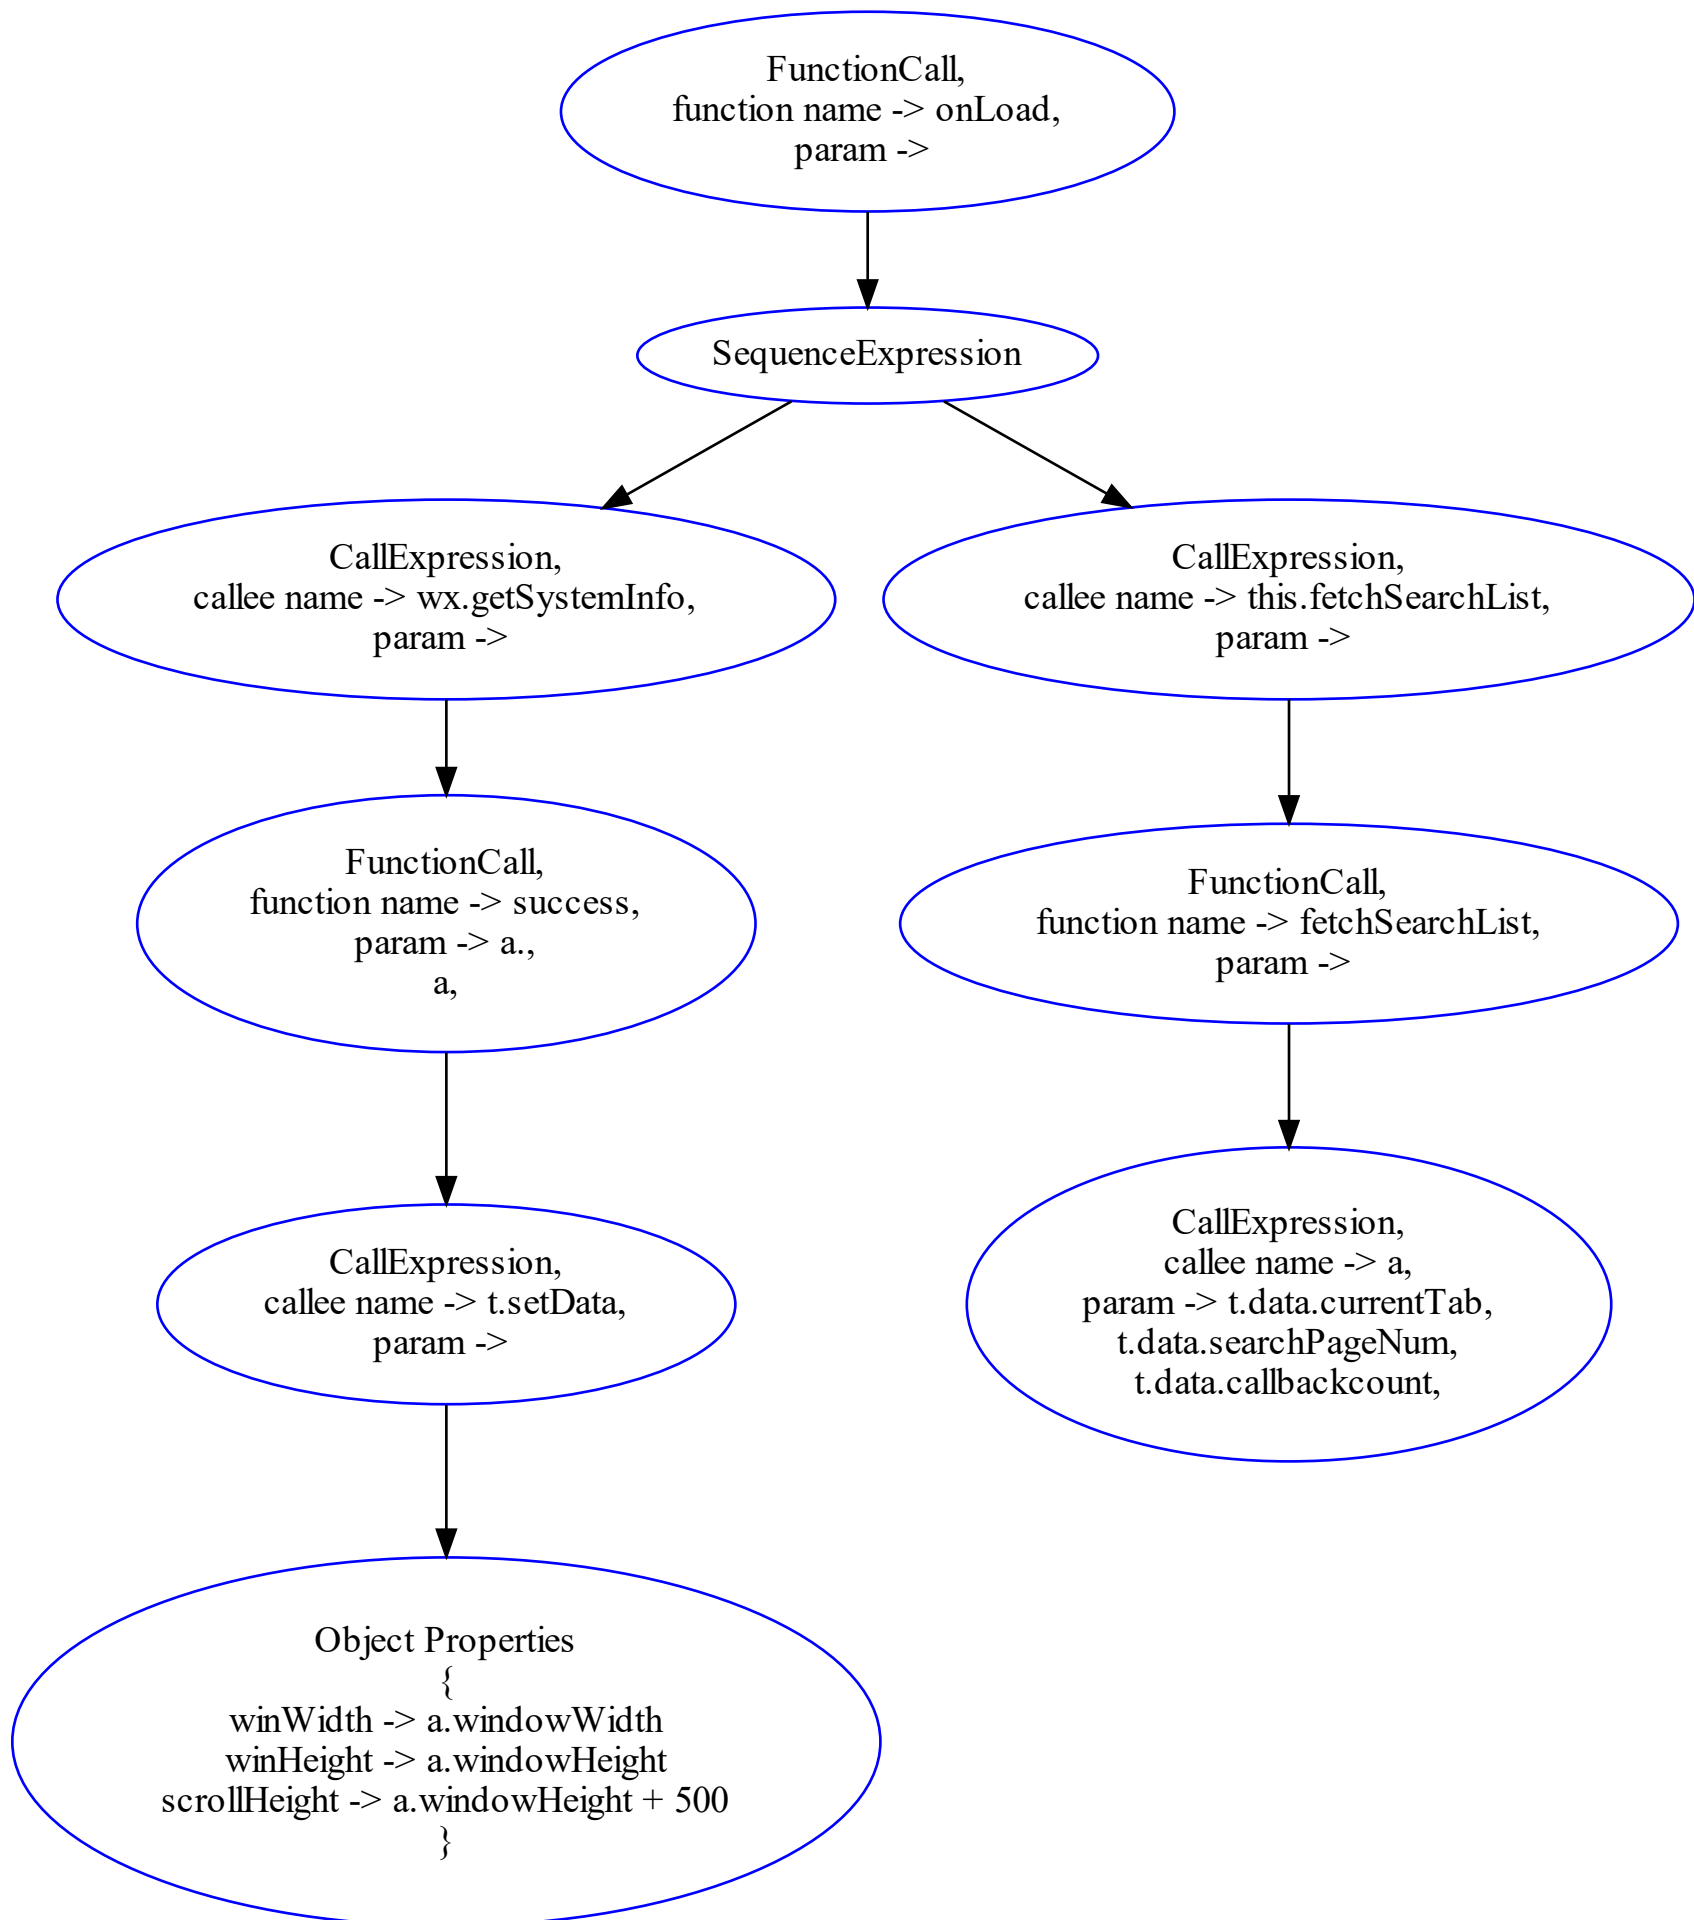 FunctionCall,
function name -> onLoad,
param ->
SequenceExpression
CallExpression,
callee name -> wx.getSystemInfo,
param ->
CallExpression,
callee name -> this.fetchSearchList,
param ->
FunctionCall,
function name -> success,
param -> a.,
a,
FunctionCall,
function name -> fetchSearchList,
param ->
CallExpression,
callee name -> t.setData,
param ->
CallExpression,
callee name -> a,
param -> t.data.currentTab,
t.data.searchPageNum,
t.data.callbackcount,
Object Properties
{
winWidth -> a.windowWidth
winHeight -> a.windowHeight
scrollHeight -> a.windowHeight + 500
}